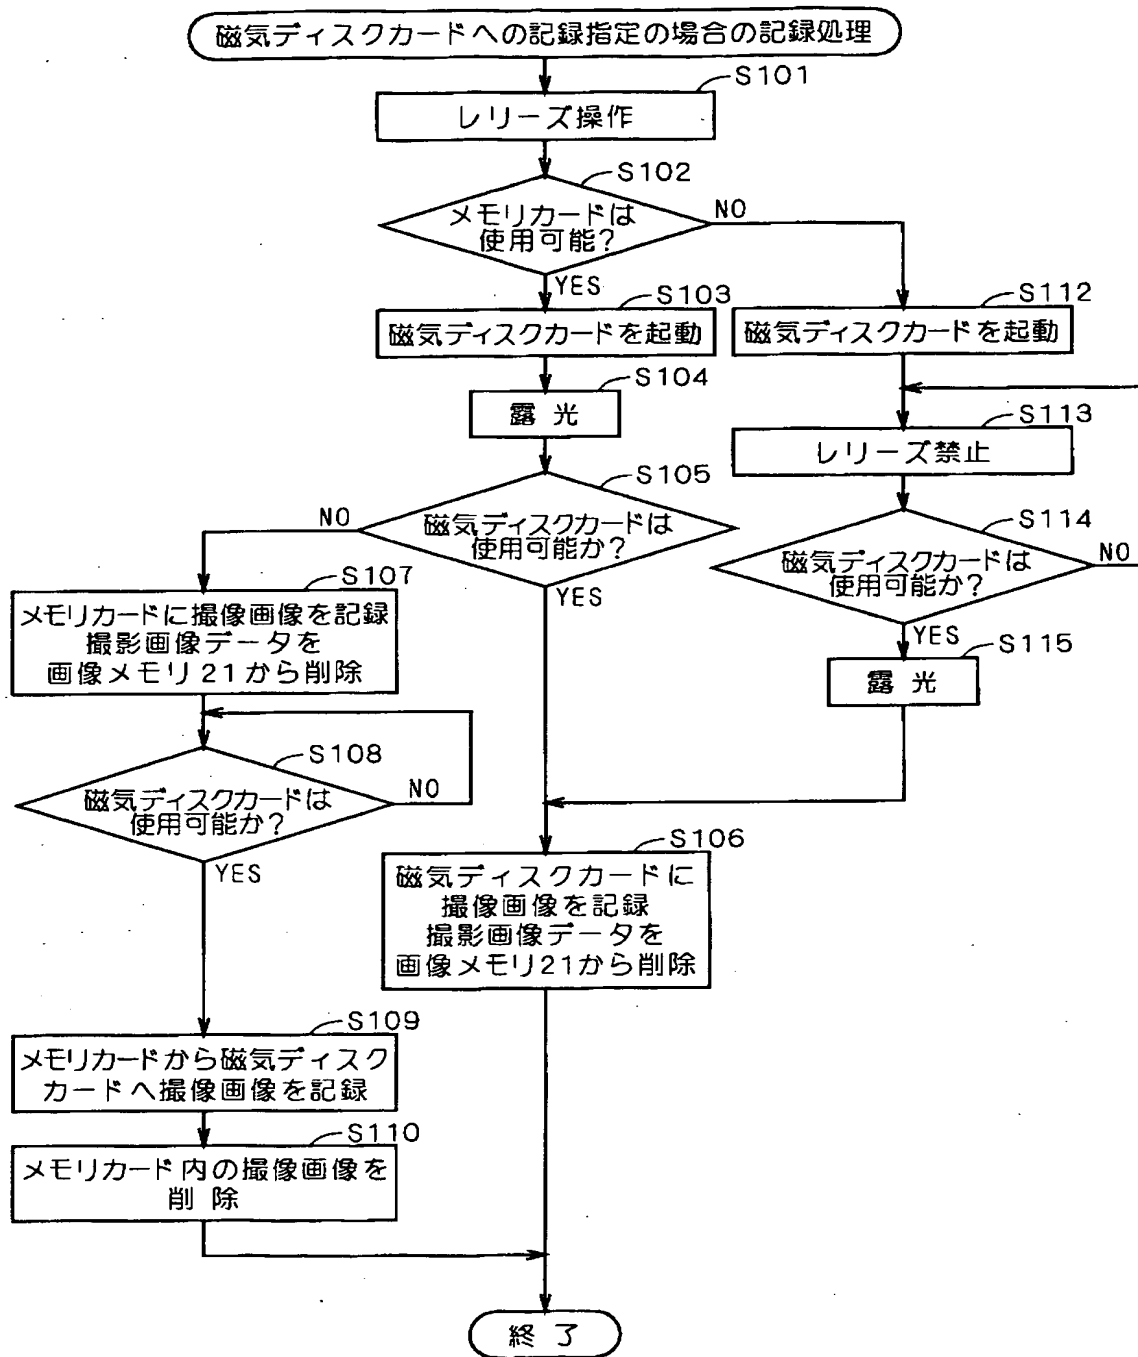 磁気ディスクカードへの記録指定の場合の記録処理
S101
レリーズ操作
S102
メモリカードは
使用可能?
NO
YES
S103
磁気ディスクカードを起動
S112
磁気ディスクカードを起動
S104
露光
S113
レリーズ禁止
S105
磁気ディスクカードは
使用可能か?
NO
YES
S114
磁気ディスクカードは
使用可能か?
NO
YES
S107
メモリカードに撮像画像を記録
撮影画像データを
画像メモリ21から削除
S115
露光
S108
磁気ディスクカードは
使用可能か?
NO
YES
S106
磁気ディスクカードに
撮像画像を記録
撮影画像データを
画像メモリ21から削除
S109
メモリカードから磁気ディスク
カードへ撮像画像を記録
S110
メモリカード内の撮像画像を
削除
終了